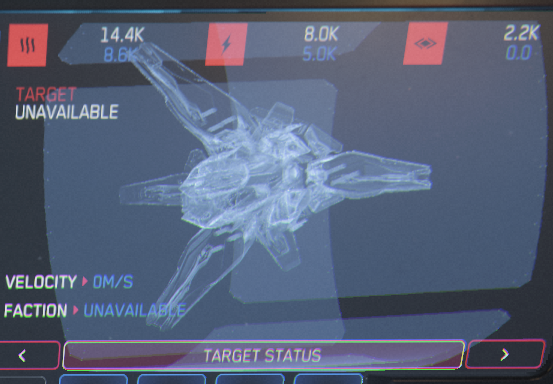 14.4K 8.0K 2.2K
8.6K 5.0K 0.0
TARGET
UNAVAILABLE
VELOCITY 0M/S
FACTION UNAVAILABLE
< TARGET STATUS >